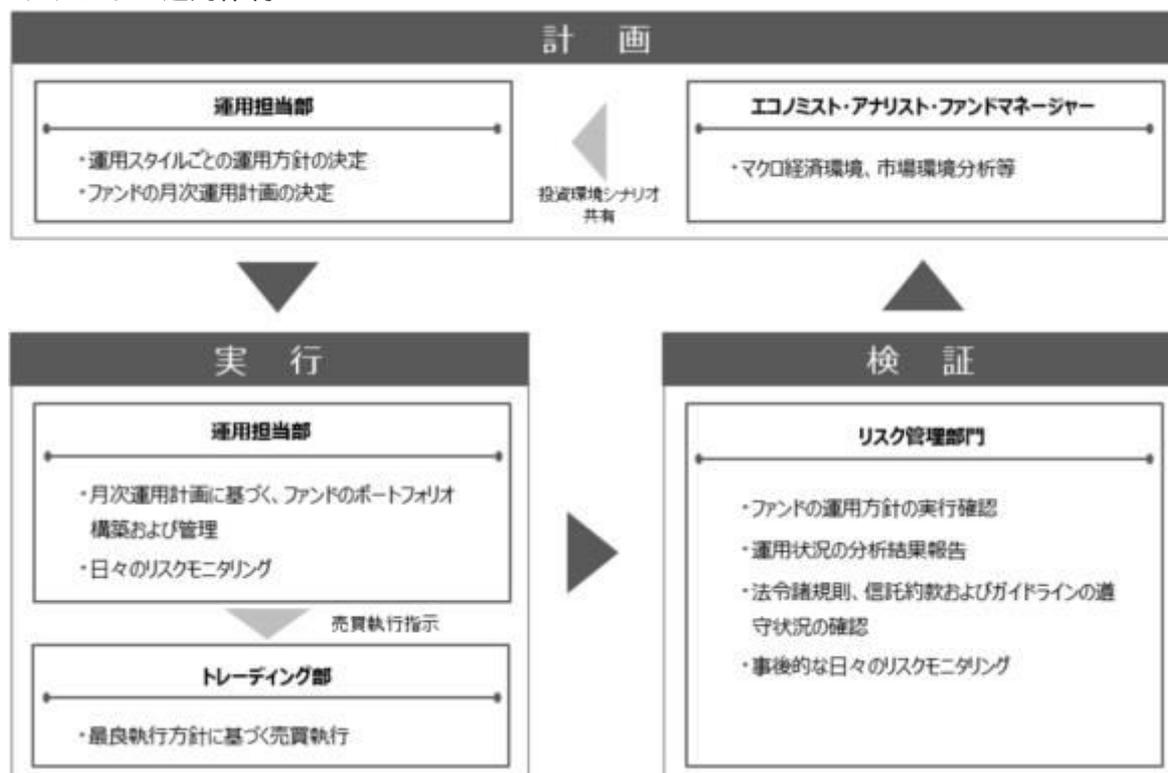 計 画
運用担当部
・運用スタイルごとの運用方針の決定
・ファンドの月次運用計画の決定
投資環境シナリオ
共有
エコノミスト・アナリスト・ファンドマネージャー
・マクロ経済環境、市場環境分析等
実 行
運用担当部
・月次運用計画に基づく、ファンドのポートフォリオ
構築および管理
・日々のリスクモニタリング
売買執行指示
トレーディング部
・最良執行方針に基づく売買執行
検 証
リスク管理部門
・ファンドの運用方針の実行確認
・運用状況の分析結果報告
・法令諸規則、信託約款およびガイドラインの遵
守状況の確認
・事後的な日々のリスクモニタリング